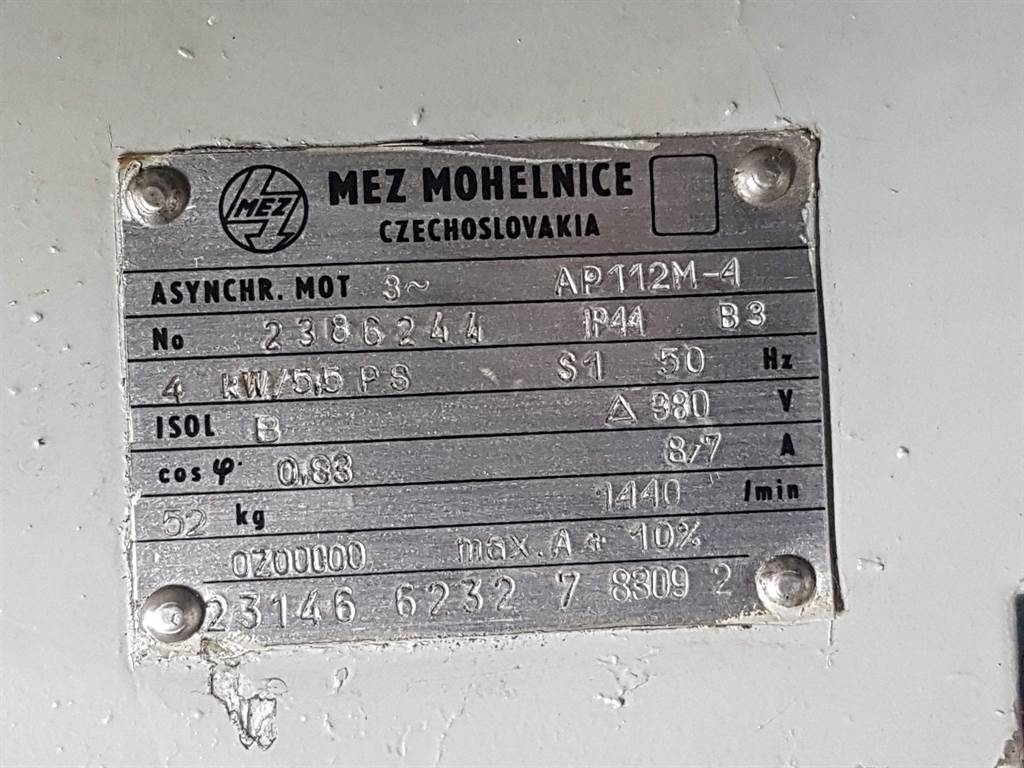 MEZ MEZ MOHELNICE
CZECHOSLOVAKIA
ASYNCHR. MOT 3~ AP112M-4
No 2386244 IP44 B3
4 kW/5,5 PS S1 50 Hz
ISOL B △ 380 V
cos φ 0,83 8,7 A
52 kg 1440 /min
0Z00000 max.A+ 10%
23146 6232 7 8309 2